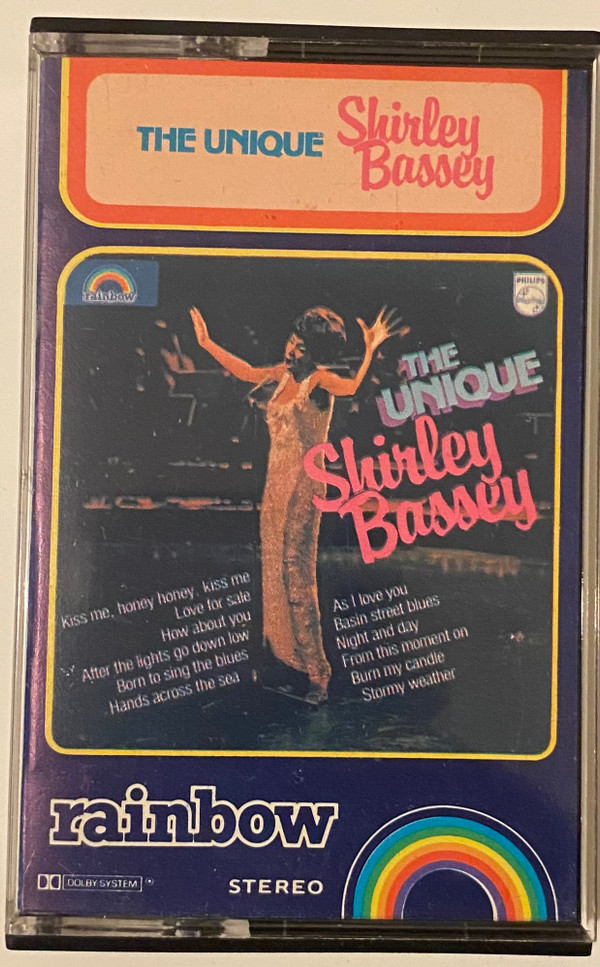 THE UNIQUE Shirley
Bassey
rainbow
PHILIPS
THE
UNIQUE
Shirley
Bassey
Kiss me, honey honey, kiss me
Love for sale
How about you
After the lights go down low
Born to sing the blues
Hands across the sea
As I love you
Basin street blues
Night and day
From this moment on
Burn my candle
Stormy weather
rainbow
DOLBY SYSTEM
STEREO